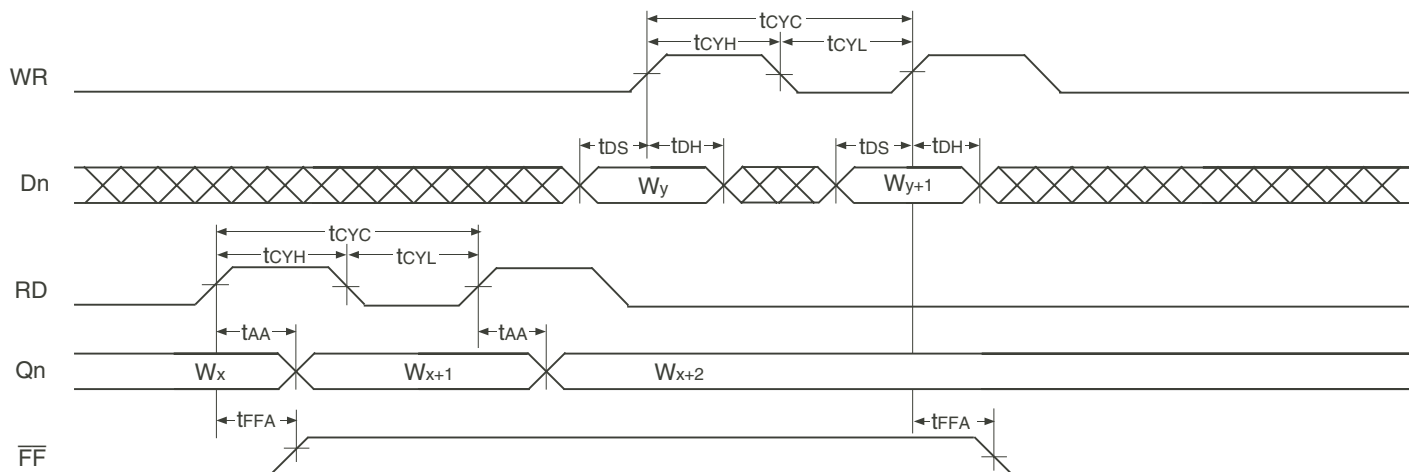 tCYC
tCYH tCYL
WR
tDS tDH tDS tDH
Dn Wy Wy+1
tCYC
tCYH tCYL
RD
tAA tAA
Qn Wx Wx+1 Wx+2
tFFA tFFA
F̅F̅